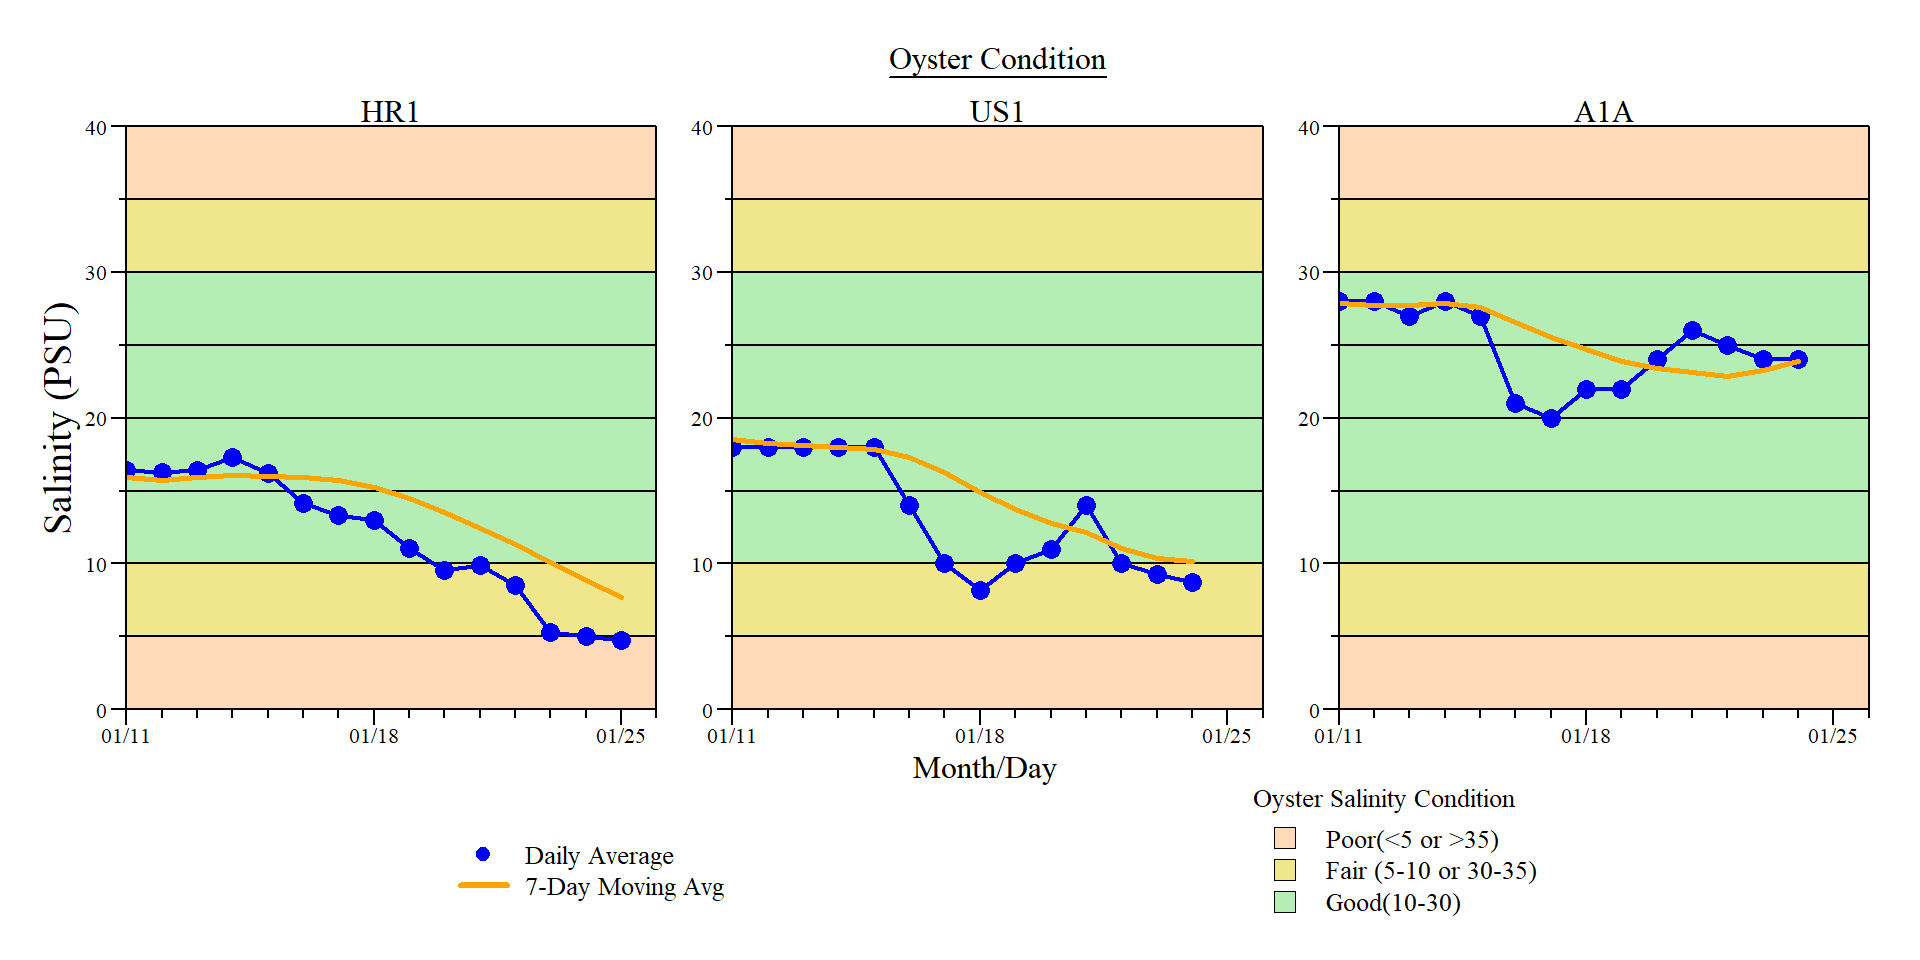 Oyster Condition
HR1
US1
A1A
Salinity (PSU)
40
30
20
10
0
01/11
01/18
01/25
40
30
20
10
0
01/11
01/18
01/25
40
30
20
10
0
01/11
01/18
01/25
Month/Day
Daily Average
7-Day Moving Avg
Oyster Salinity Condition
Poor(<5 or >35)
Fair (5-10 or 30-35)
Good(10-30)